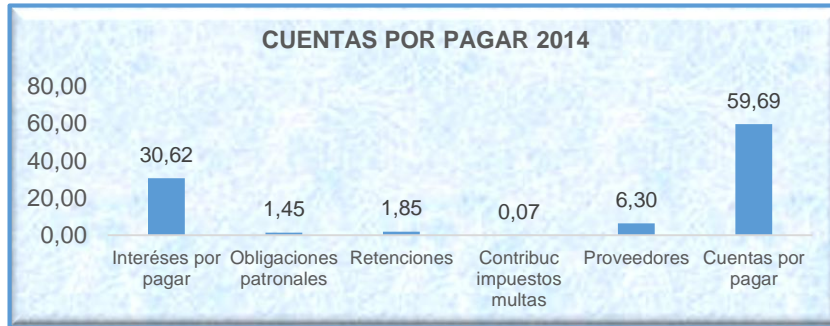 CUENTAS POR PAGAR 2014
80,00
60,00
40,00
20,00
0,00
30,62
1,45
1,85
0,07
6,30
59,69
Interéses por
pagar
Obligaciones
patronales
Retenciones
Contribuc
impuestos
multas
Proveedores
Cuentas por
pagar